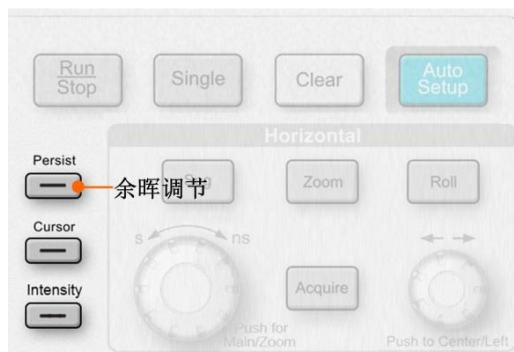 Run
Stop
Single
Clear
Auto
Setup
Horizontal
Persist
余晖调节
Zoom
Roll
Cursor
s
ns
Intensity
Acquire
Push for
Main/Zoom
Push to Center/Left